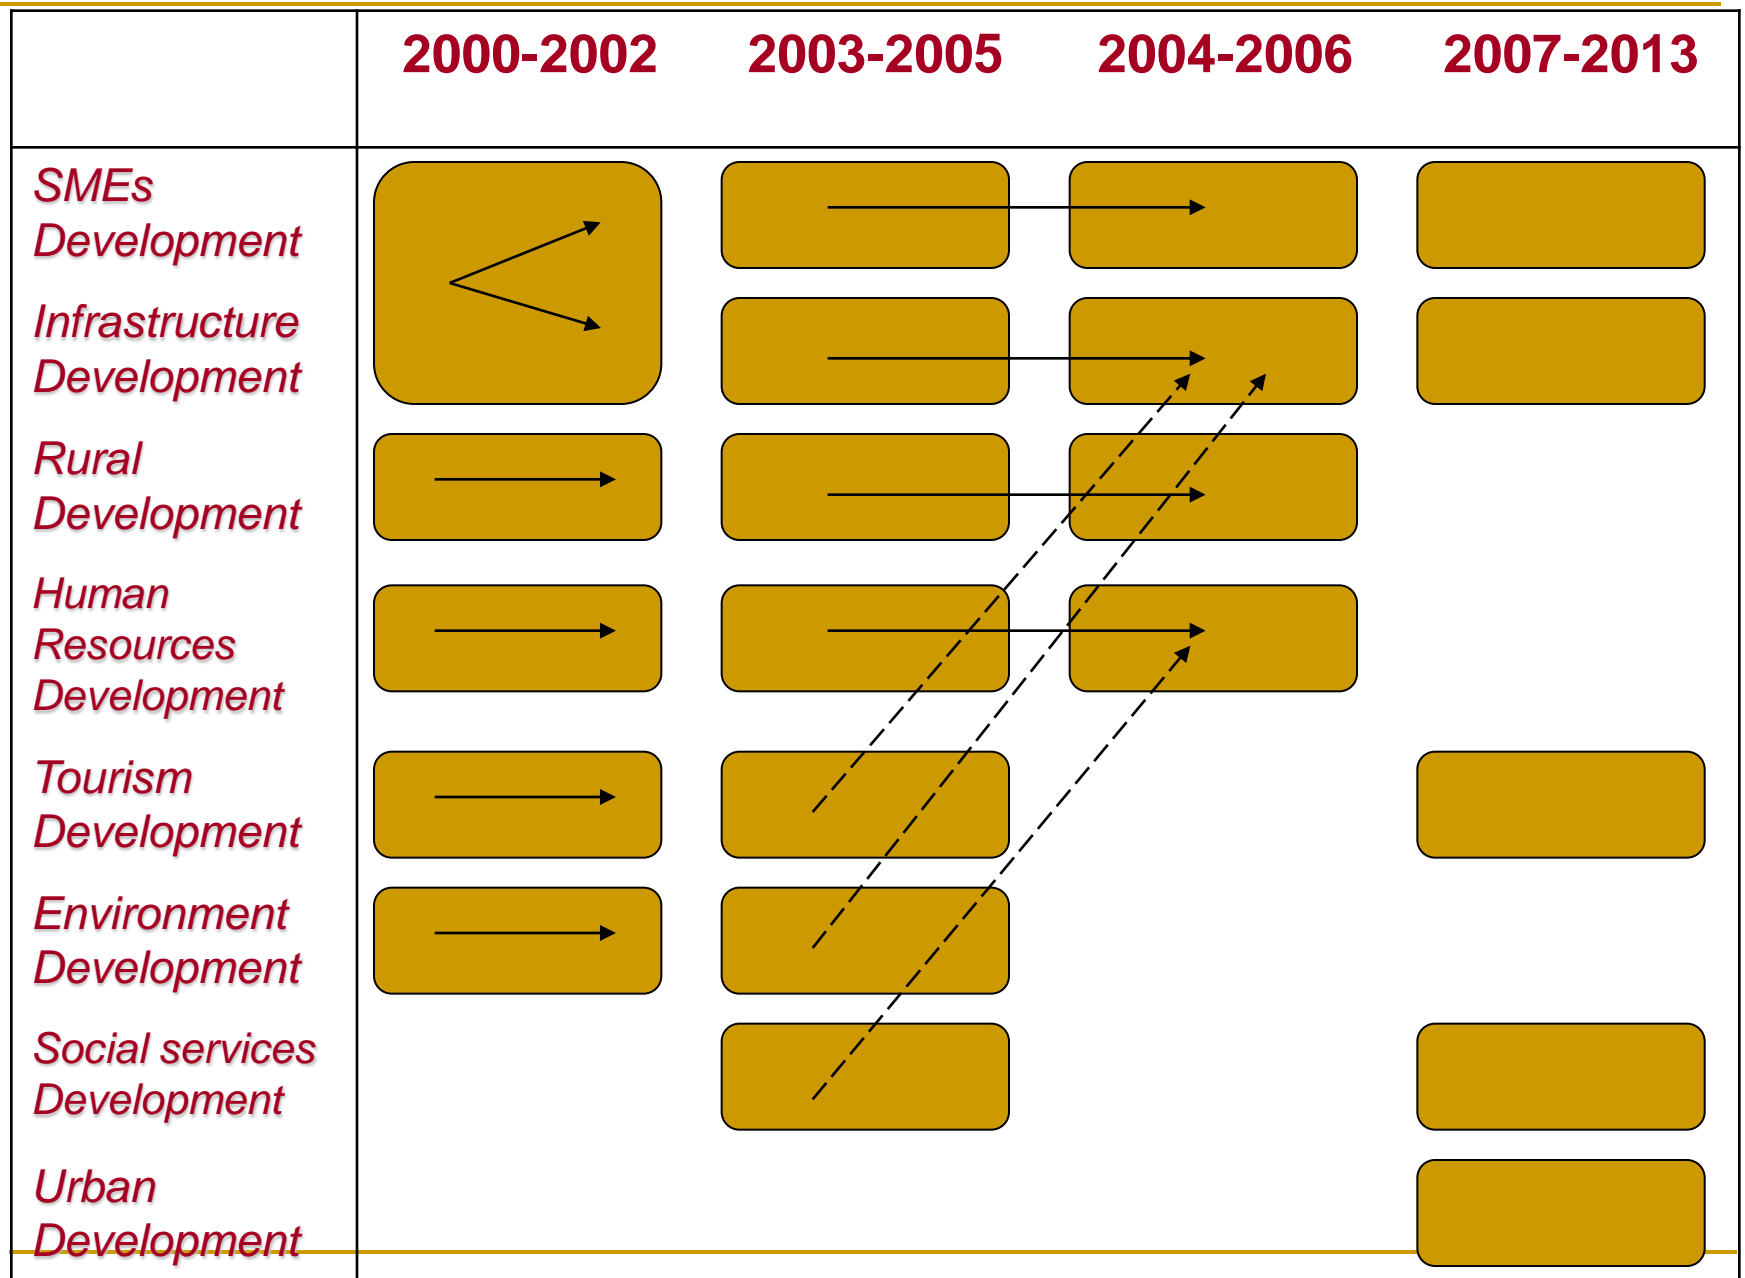 2000-2002 2003-2005 2004-2006 2007-2013
SMEs
Development
Infrastructure
Development
Rural
Development
Human
Resources
Development
Tourism
Development
Environment
Development
Social services
Development
Urban
Development